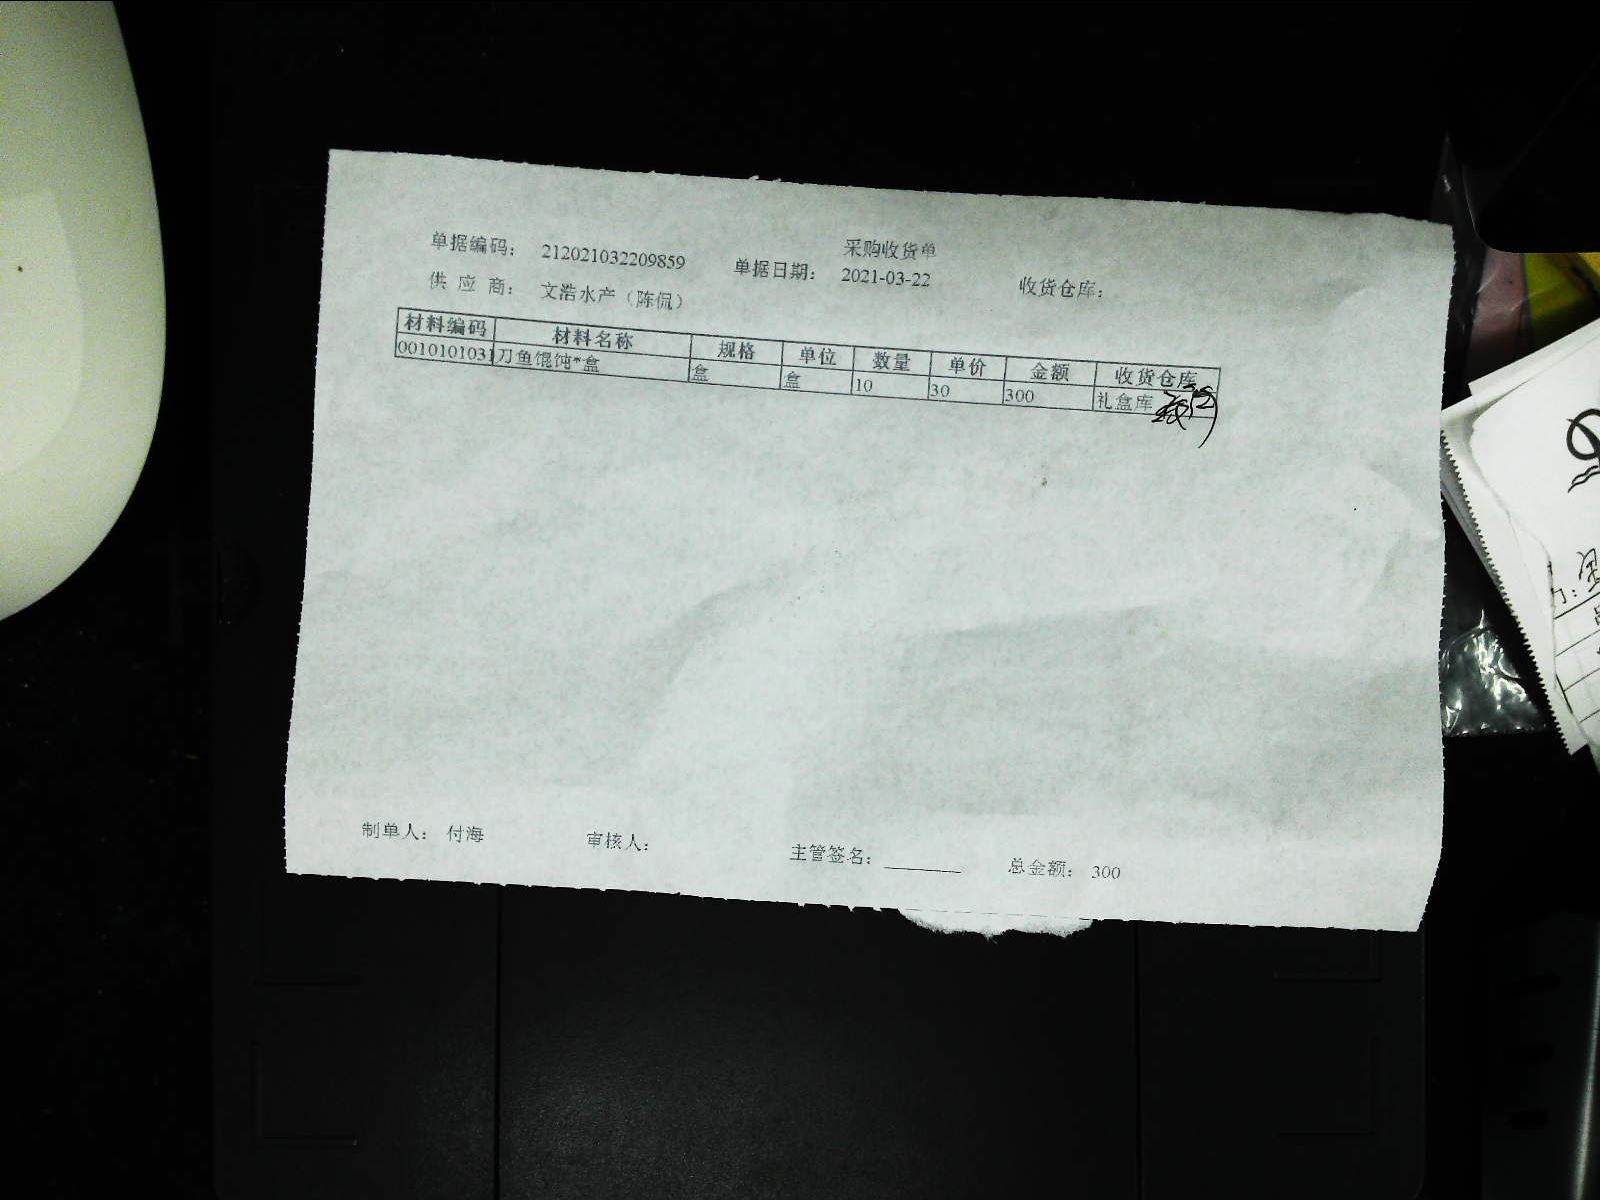 采购收货单
单据编码： 212021032209859 单据日期： 2021-03-22 收货仓库：
供 应 商： 文浩水产（陈侃）
材料编码 材料名称 规格 单位 数量 单价 金额 收货仓库
0010101031 刀鱼馄饨*盒 盒 盒 10 30 300 礼盒库
制单人： 付海 审核人： 主管签名： 总金额： 300